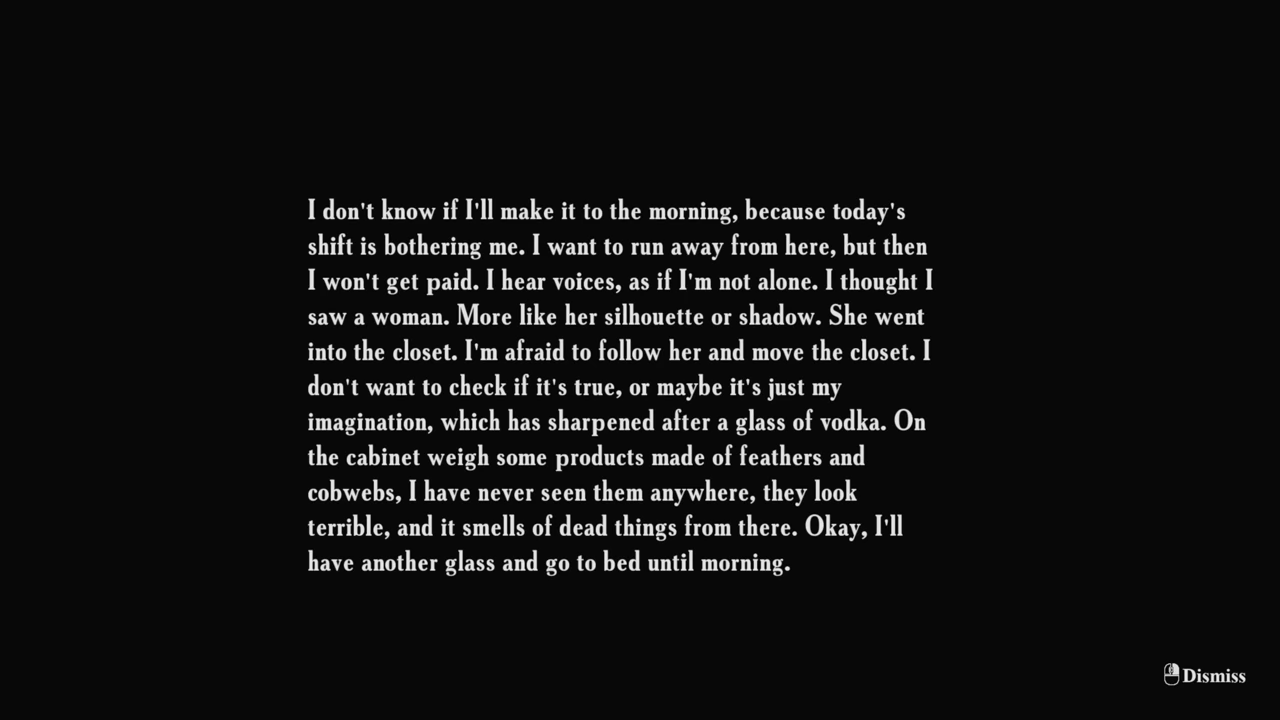 I don't know if I'll make it to the morning, because today's
shift is bothering me. I want to run away from here, but then
I won't get paid. I hear voices, as if I'm not alone. I thought I
saw a woman. More like her silhouette or shadow. She went
into the closet. I'm afraid to follow her and move the closet. I
don't want to check if it's true, or maybe it's just my
imagination, which has sharpened after a glass of vodka. On
the cabinet weigh some products made of feathers and
cobwebs, I have never seen them anywhere, they look
terrible, and it smells of dead things from there. Okay, I'll
have another glass and go to bed until morning.
Dismiss